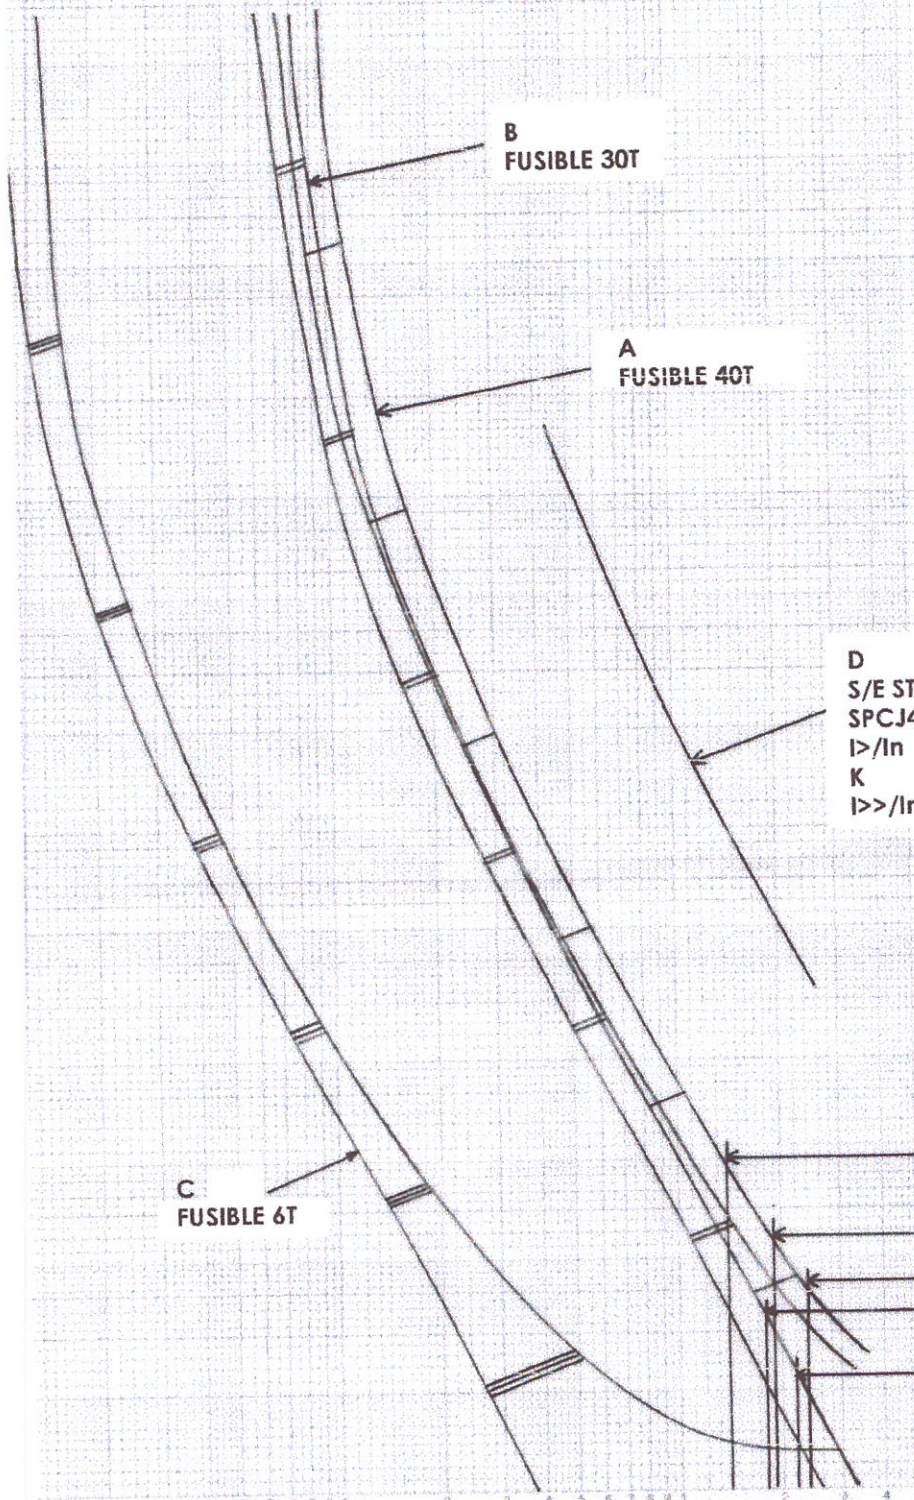 B
FUSIBLE 30T
A
FUSIBLE 40T
D
S/E ST
SPCJ4
I>/In
K
I>>/In
C
FUSIBLE 6T